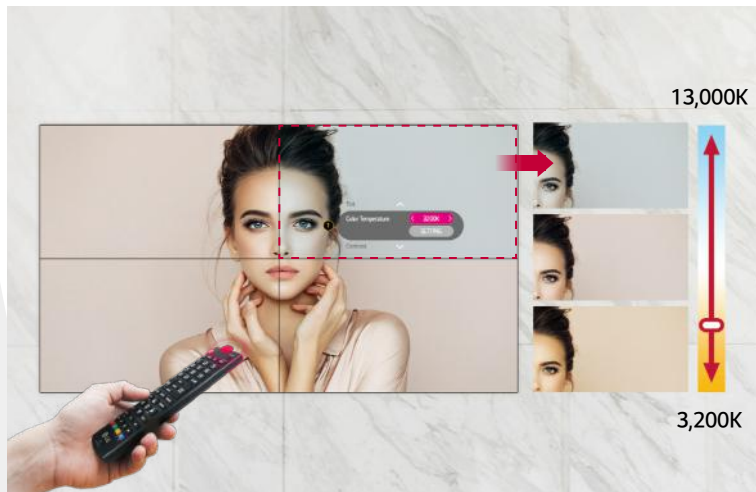 13,000K
Tint
Color Temperature
3200K
SETTING
Contrast
3,200K